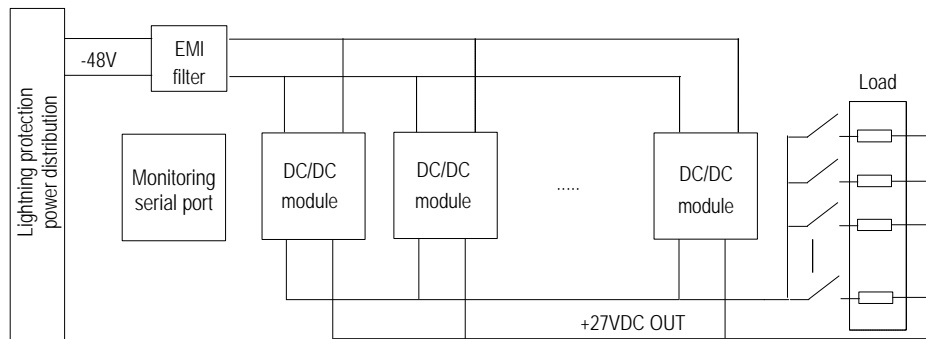 Lightning protection
power distribution
-48V
EMI
filter
Monitoring
serial port
DC/DC
module
DC/DC
module
.....
DC/DC
module
Load
+27VDC OUT